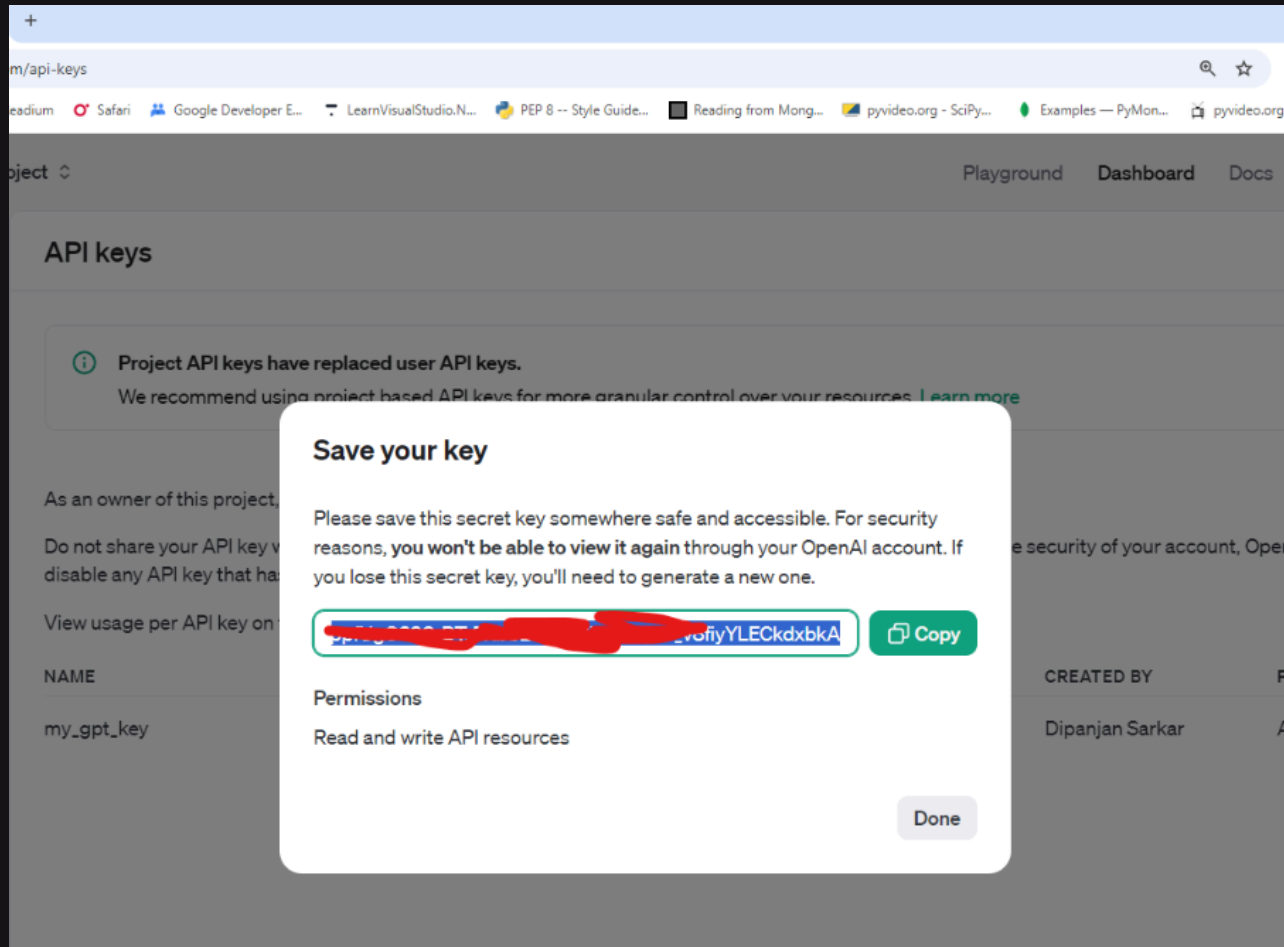 +
m/api-keys
eadium Safari Google Developer E... LearnVisualStudio.N... PEP 8 -- Style Guide... Reading from Mong... pyvideo.org - SciPy... Examples — PyMon... pyvideo.org
oject Playground Dashboard Docs
API keys
Project API keys have replaced user API keys.
We recommend using project based API keys for more granular control over your resources. Learn more
Save your key
As an owner of this project,
Please save this secret key somewhere safe and accessible. For security
Do not share your API key reasons, you won't be able to view it again through your OpenAI account. If e security of your account,
disable any API key that you lose this secret key, you'll need to generate a new one.
View usage per API key on
Copy
NAME CREATED BY
Permissions
my_gpt_key Dipanjan Sarkar
Read and write API resources
Done